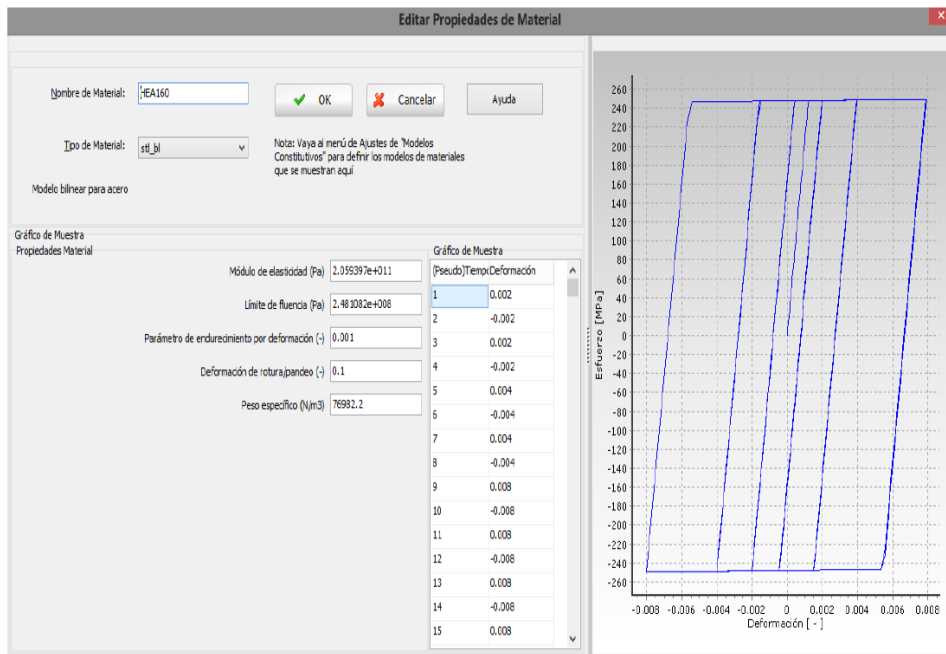 Editar Propiedades de Material
x
Nombre de Material:
HEA160
OK
Cancelar
Ayuda
Tipo de Material:
stl_bl
Nota: Vaya al menú de Ajustes de "Modelos
Constitutivos" para definir los modelos de materiales
que se muestran aquí
Modelo bilinear para acero
Gráfico de Muestra
Propiedades Material
Módulo de elasticidad (Pa)
2.059397e+011
Límite de fluencia (Pa)
2.481082e+008
Parámetro de endurecimiento por deformación (-)
0.001
Deformación de rotura/pandeo (-)
0.1
Peso específico (N/m3)
76982.2
Gráfico de Muestra
(Pseudo)Tiempo Deformación
1 0.002
2 -0.002
3 0.002
4 -0.002
5 0.004
6 -0.004
7 0.004
8 -0.004
9 0.008
10 -0.008
11 0.008
12 -0.008
13 0.008
14 -0.008
15 0.008
Esfuerzo [MPa]
260
240
220
200
180
160
140
120
100
80
60
40
20
0
-20
-40
-60
-80
-100
-120
-140
-160
-180
-200
-220
-240
-260
-0.008 -0.006 -0.004 -0.002 0 0.002 0.004 0.006 0.008
Deformación [ - ]